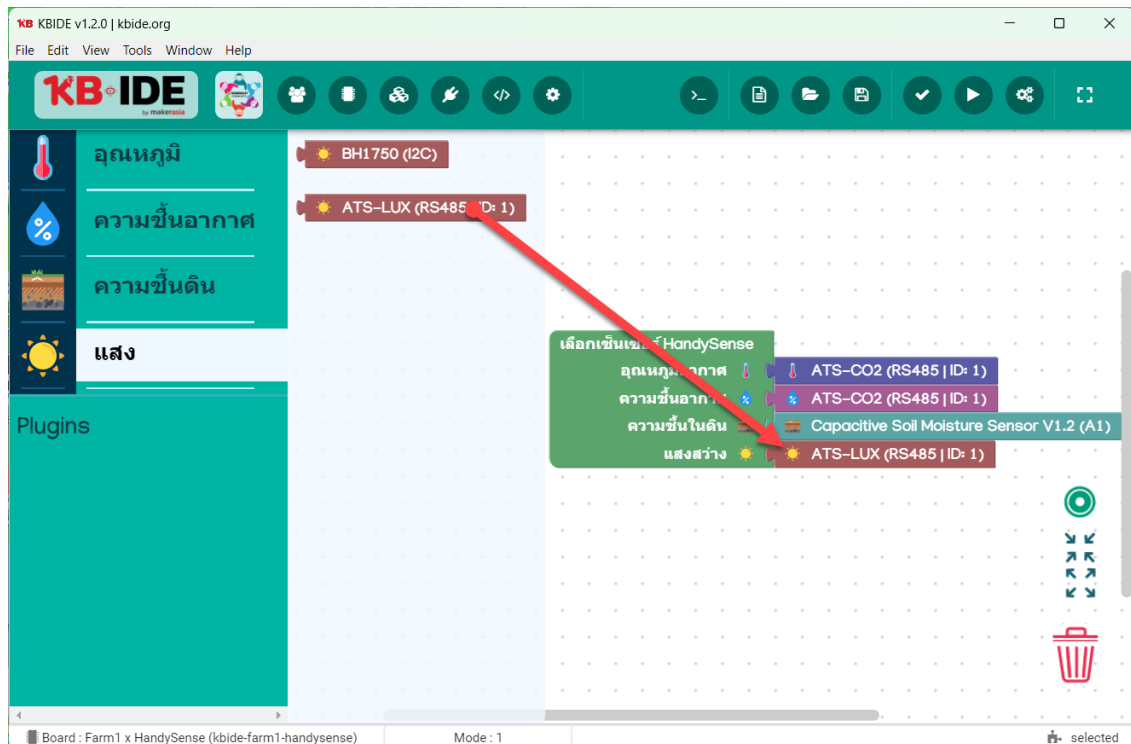 KB KBIDE v1.2.0 | kbide.org
File Edit View Tools Window Help
KB IDE
by makerasia
อุณหภูมิ
ความชื้นอากาศ
ความชื้นดิน
แสง
Plugins
BH1750 (I2C)
ATS-LUX (RS485 ID: 1)
HandySense
ATS-CO2 (RS485 | ID: 1)
ATS-CO2 (RS485 | ID: 1)
ความชื้นในดิน
Capacitive Soil Moisture Sensor V1.2 (A1)
แสงสว่าง
ATS-LUX (RS485 | ID: 1)
Board : Farm1 x HandySense (kbide-farm1-handysense)
Mode : 1
selected